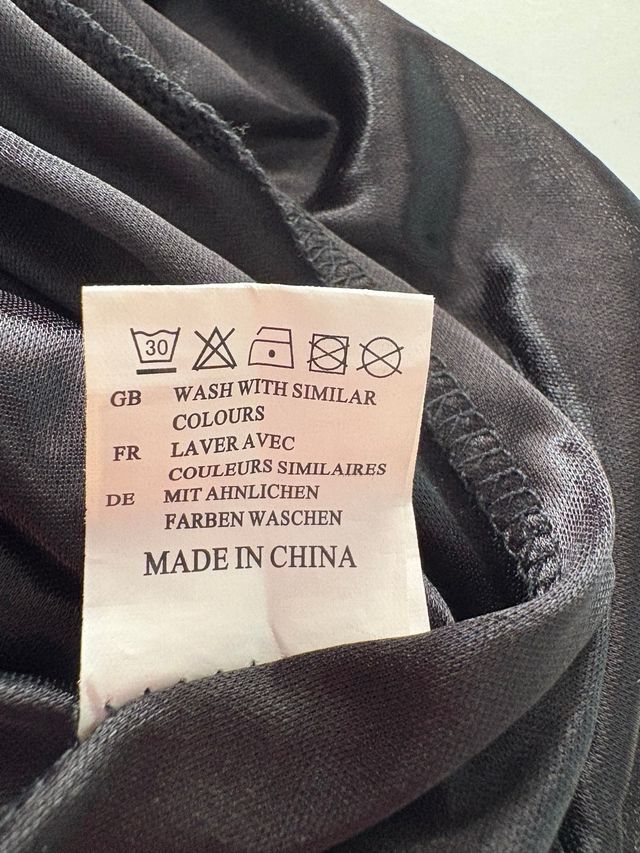 30
GB WASH WITH SIMILAR
COLOURS
FR LAVER AVEC
COULEURS SIMILAIRES
DE MIT AHNLICHEN
FARBEN WASCHEN
MADE IN CHINA